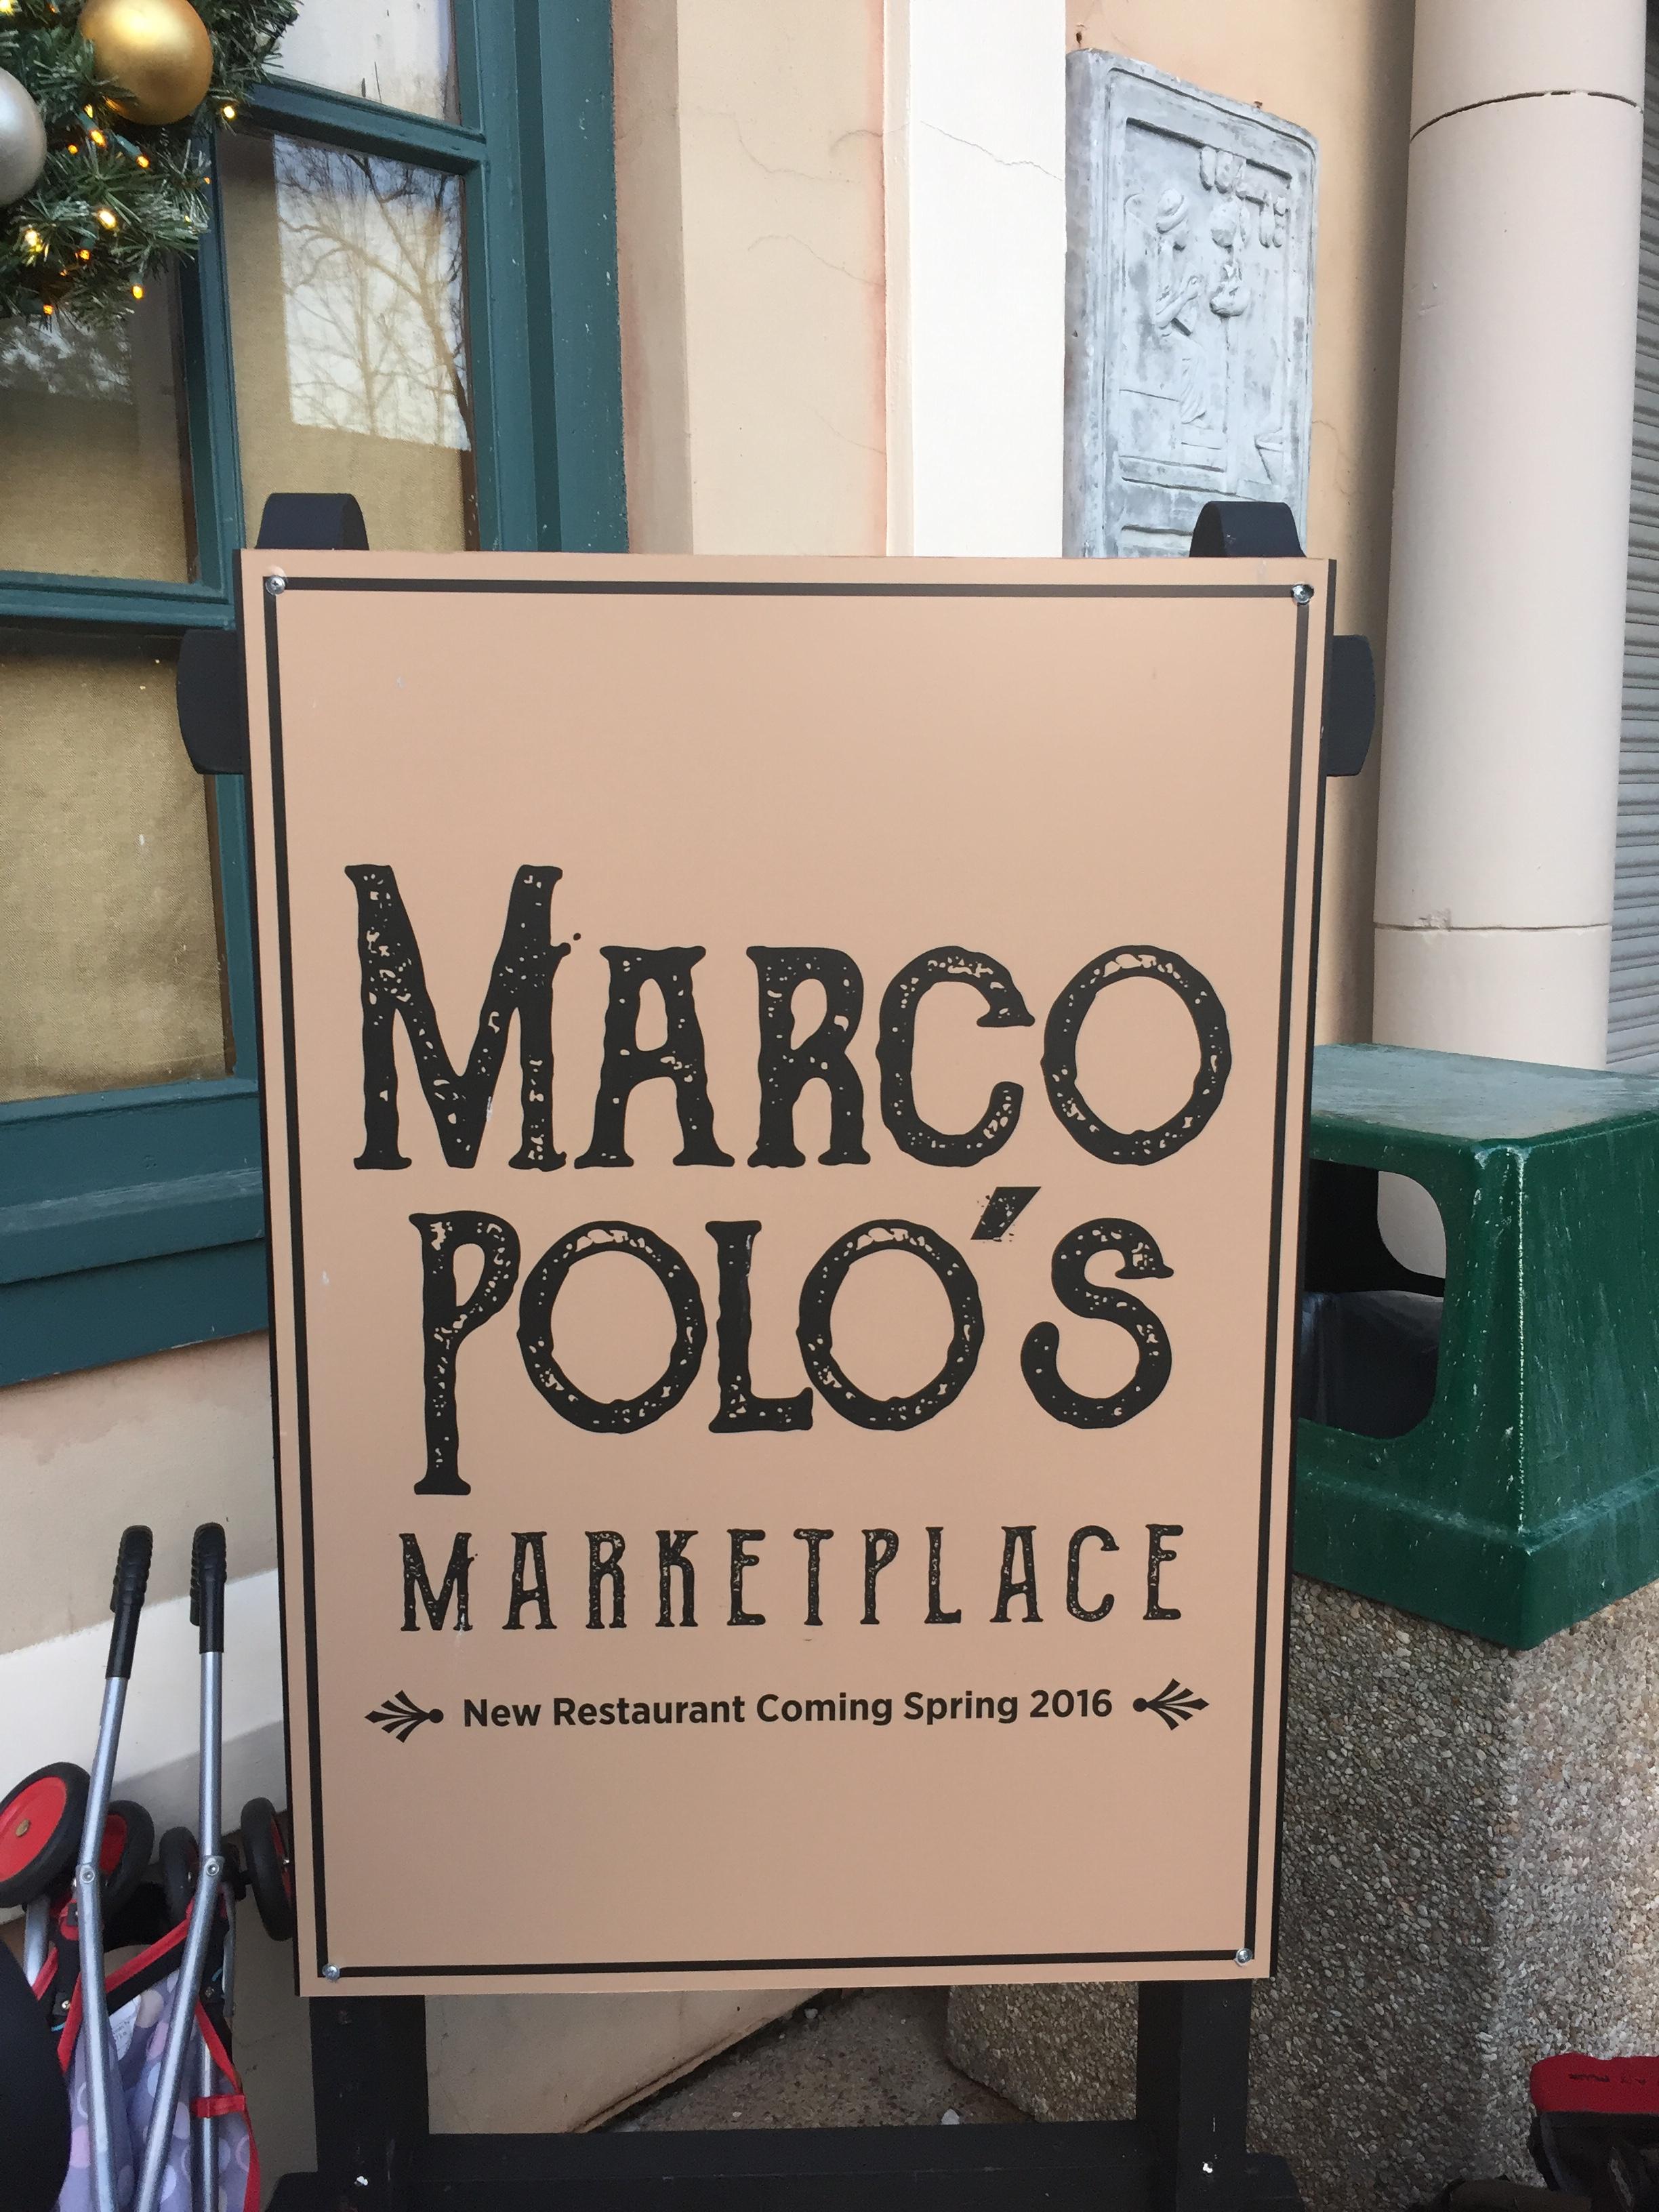 MARCO
POLO'S
MARKETPLACE
New Restaurant Coming Spring 2016